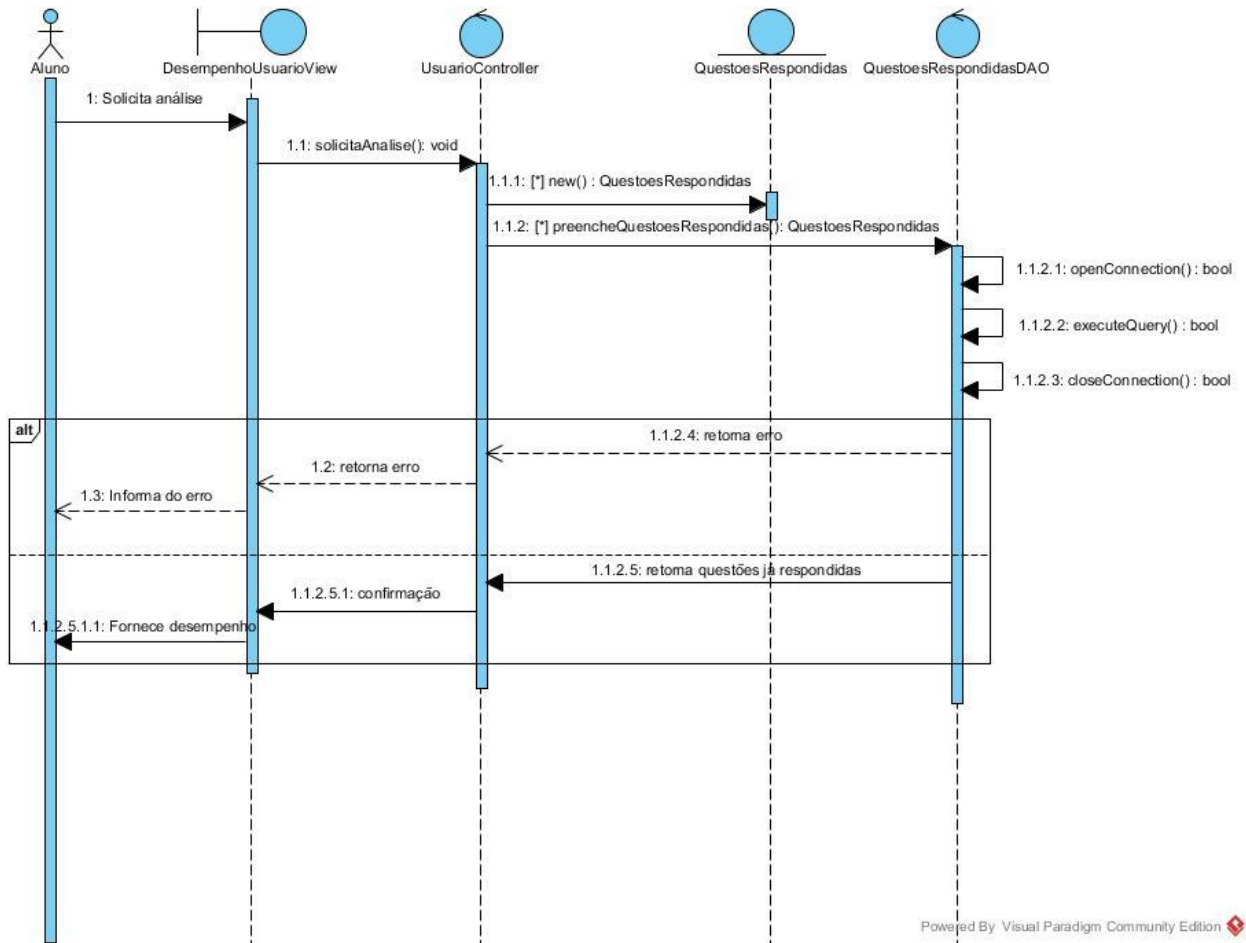 Aluno
DesempenhoUsuarioView
UsuarioController
QuestoesRespondidas
QuestoesRespondidasDAO
1: Solicita análise
1.1: solicitaAnalise(): void
1.1.1: [*] new() : QuestoesRespondidas
1.1.2: [*] preencheQuestoesRespondidas(): QuestoesRespondidas
1.1.2.1: openConnection() : bool
1.1.2.2: executeQuery() : bool
1.1.2.3: closeConnection() : bool
alt
1.1.2.4: retorna erro
1.2: retorna erro
1.3: Informa do erro
1.1.2.5: retorna questões já respondidas
1.1.2.5.1: confirmação
1.1.2.5.1.1: Fornece desempenho
Powered By Visual Paradigm Community Edition